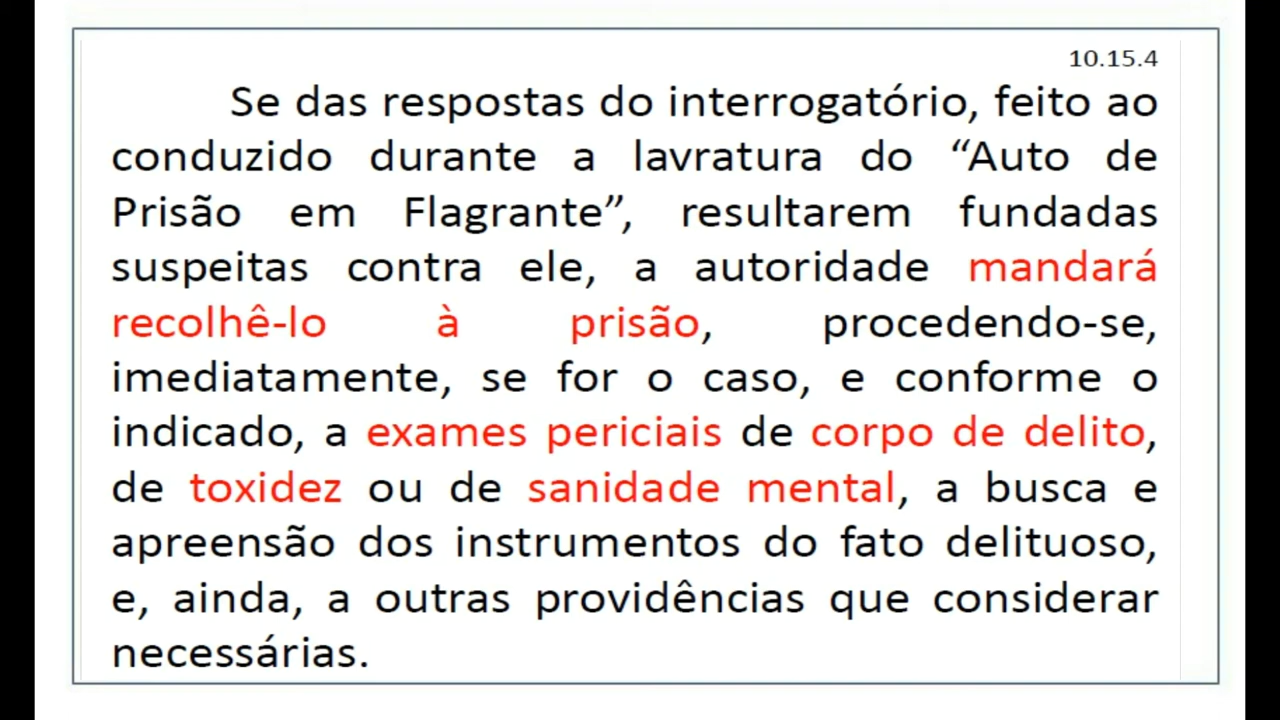 10.15.4
Se das respostas do interrogatório, feito ao
conduzido durante a lavratura do “Auto de
Prisão em Flagrante”, resultarem fundadas
suspeitas contra ele, a autoridade mandará
recolhê-lo à prisão, procedendo-se,
imediatamente, se for o caso, e conforme o
indicado, a exames periciais de corpo de delito,
de toxidez ou de sanidade mental, a busca e
apreensão dos instrumentos do fato delituoso,
e, ainda, a outras providências que considerar
necessárias.